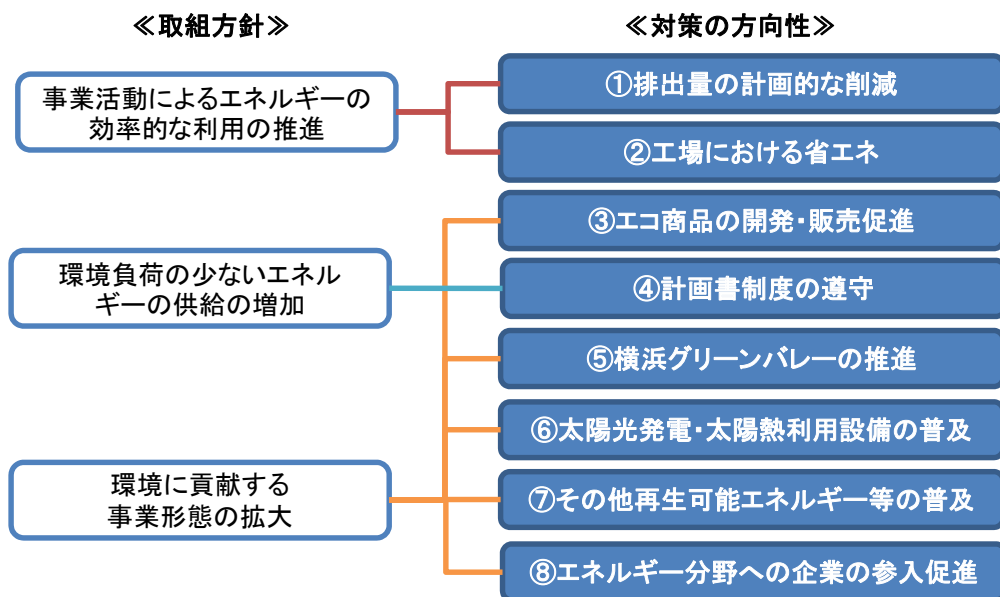 ≪取組方針≫
≪対策の方向性≫
事業活動によるエネルギーの
効率的な利用の推進
環境負荷の少ないエネル
ギーの供給の増加
環境に貢献する
事業形態の拡大
①排出量の計画的な削減
②工場における省エネ
③エコ商品の開発・販売促進
④計画書制度の遵守
⑤横浜グリーンバレーの推進
⑥太陽光発電・太陽熱利用設備の普及
⑦その他再生可能エネルギー等の普及
⑧エネルギー分野への企業の参入促進